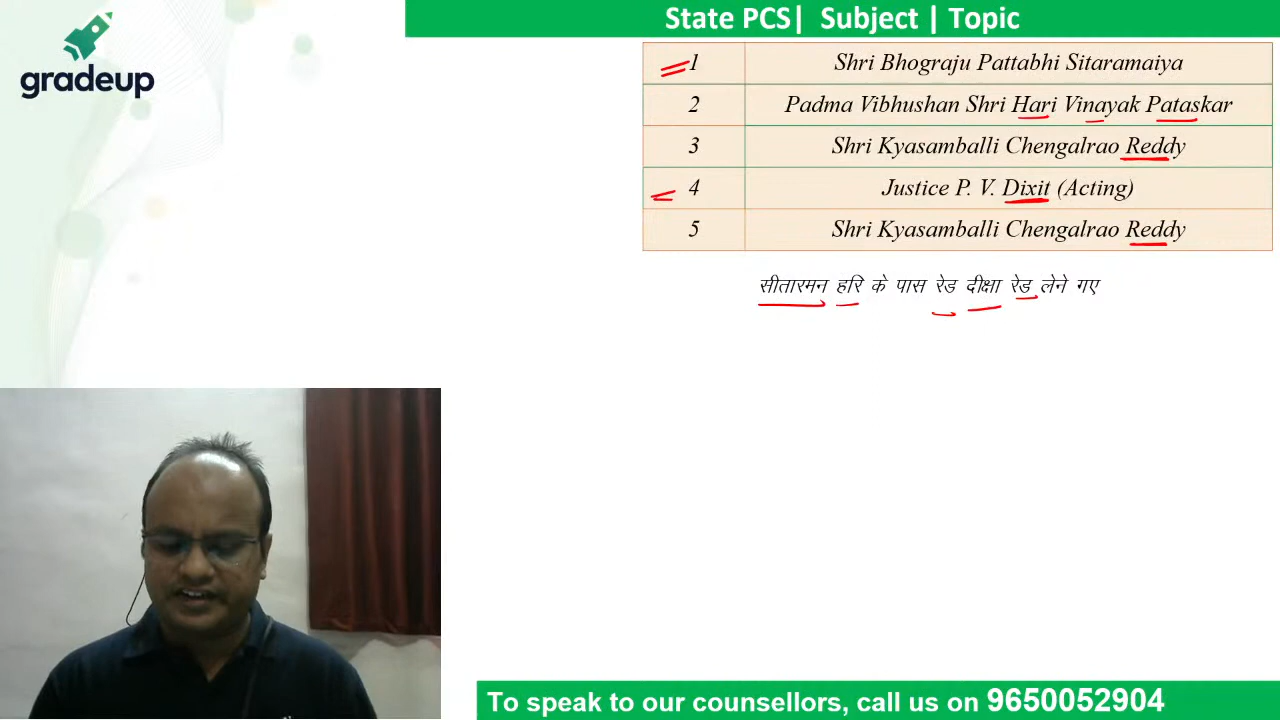 State PCS| Subject | Topic
gradeup
1 Shri Bhograju Pattabhi Sitaramaiya
2 Padma Vibhushan Shri Hari Vinayak Pataskar
3 Shri Kyasamballi Chengalrao Reddy
4 Justice P. V. Dixit (Acting)
5 Shri Kyasamballi Chengalrao Reddy
सीतारमन हरि के पास रेड दीक्षा रेड लेने गए
To speak to our counsellors, call us on 9650052904